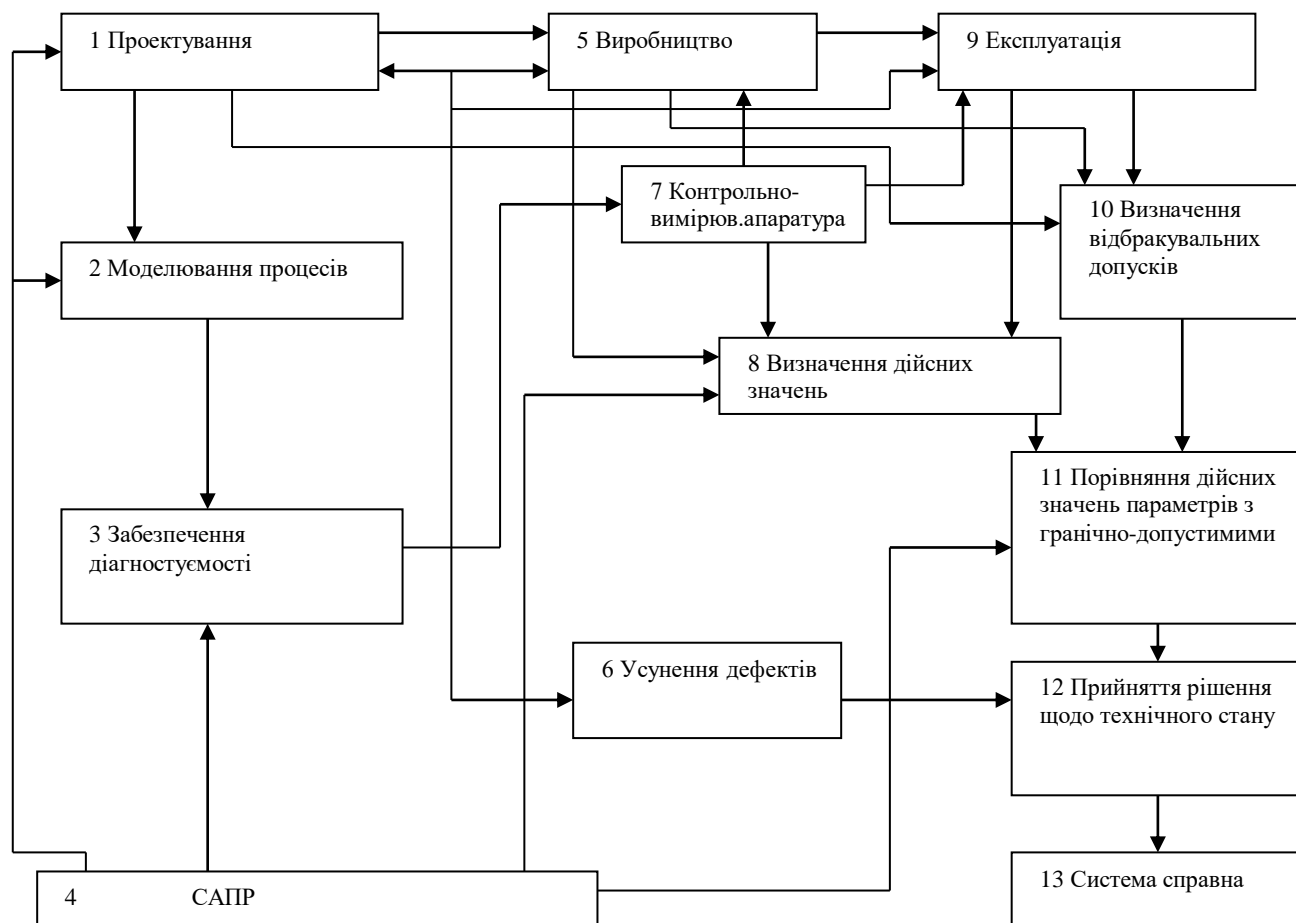 1 Проектування
5 Виробництво
9 Експлуатація
7 Контрольно-
вимірюв.апаратура
10 Визначення
відбракувальних
допусків
2 Моделювання процесів
8 Визначення дійсних
значень
11 Порівняння дійсних
значень параметрів з
гранічно-допустимими
3 Забезпечення
діагностуємості
6 Усунення дефектів
12 Прийняття рішення
щодо технічного стану
4 САПР
13 Система справна